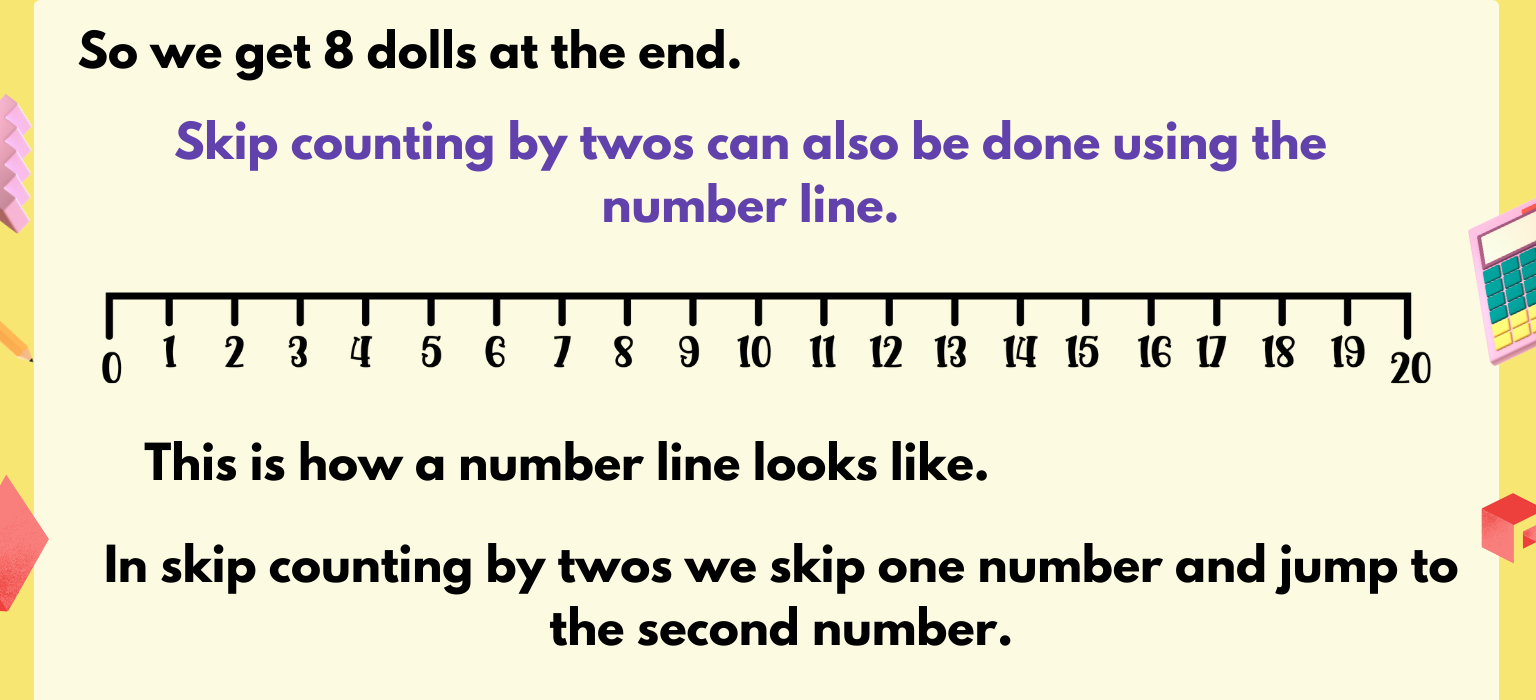 So we get 8 dolls at the end.
Skip counting by twos can also be done using the
number line.
0 1 2 3 4 5 6 7 8 9 10 11 12 13 14 15 16 17 18 19 20
This is how a number line looks like.
In skip counting by twos we skip one number and jump to
the second number.